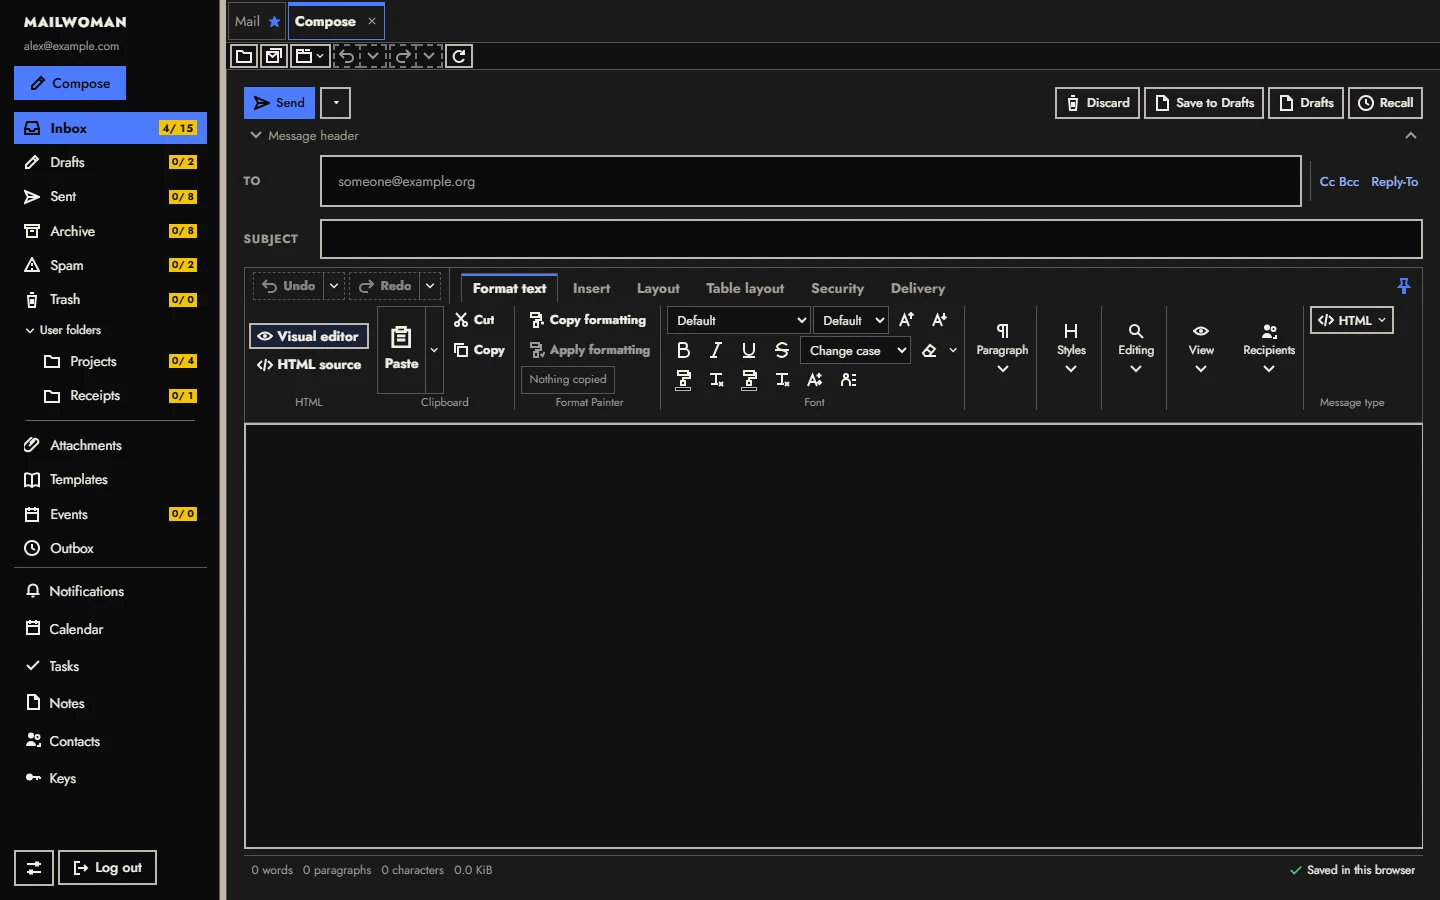 MAILWOMAN
alex@example.com
Compose
Inbox 4/ 15
Drafts 0/ 2
Sent 0/ 8
Archive 0/ 8
Spam 0/ 2
Trash 0/ 0
User folders
Projects 0/ 4
Receipts 0/ 1
Attachments
Templates
Events 0/ 0
Outbox
Notifications
Calendar
Tasks
Notes
Contacts
Keys
Log out
Mail Compose
Send Discard Save to Drafts Drafts Recall
Message header
TO someone@example.org Cc Bcc Reply-To
SUBJECT
Undo Redo Format text Insert Layout Table layout Security Delivery
Visual editor
HTML source
HTML
Paste
Cut
Copy
Clipboard
Copy formatting
Apply formatting
Nothing copied
Format Painter
Default Default
Change case
Font
Paragraph
Styles
Editing
View
Recipients
HTML
Message type
0 words 0 paragraphs 0 characters 0.0 KiB Saved in this browser